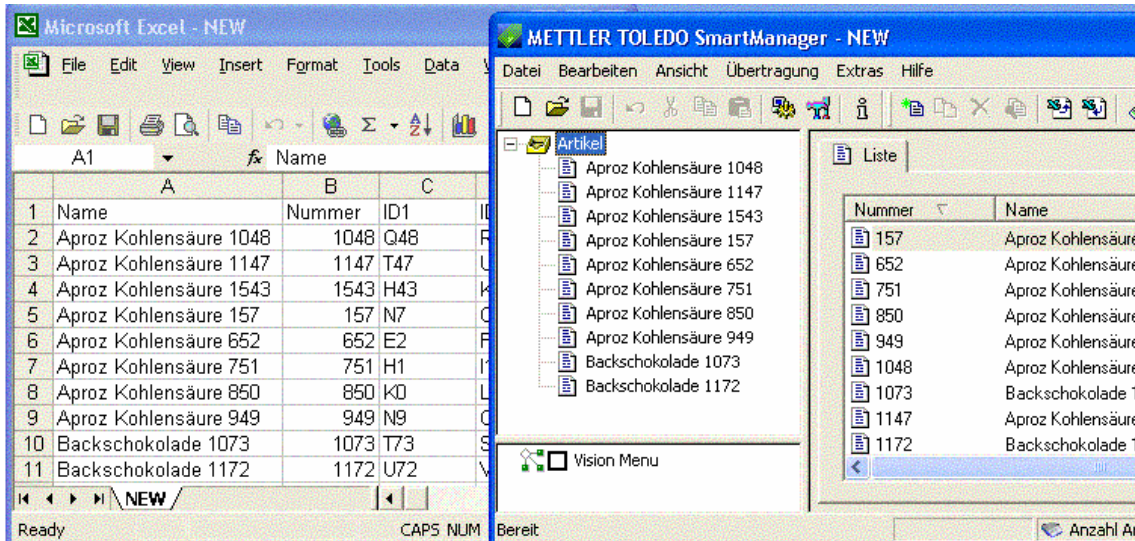 Microsoft Excel - NEW
File Edit View Insert Format Tools Data
A1 fx Name
A B C
1 Name Nummer ID1
2 Aproz Kohlensäure 1048 1048 Q48
3 Aproz Kohlensäure 1147 1147 T47
4 Aproz Kohlensäure 1543 1543 H43
5 Aproz Kohlensäure 157 157 N7
6 Aproz Kohlensäure 652 652 E2
7 Aproz Kohlensäure 751 751 H1
8 Aproz Kohlensäure 850 850 K0
9 Aproz Kohlensäure 949 949 N9
10 Backschokolade 1073 1073 T73
11 Backschokolade 1172 1172 U72
NEW
Ready CAPS NUM
METTLER TOLEDO SmartManager - NEW
Datei Bearbeiten Ansicht Übertragung Extras Hilfe
Artikel
Aproz Kohlensäure 1048
Aproz Kohlensäure 1147
Aproz Kohlensäure 1543
Aproz Kohlensäure 157
Aproz Kohlensäure 652
Aproz Kohlensäure 751
Aproz Kohlensäure 850
Aproz Kohlensäure 949
Backschokolade 1073
Backschokolade 1172
Vision Menu
Liste
Nummer Name
157 Aproz Kohlensäure
652 Aproz Kohlensäure
751 Aproz Kohlensäure
850 Aproz Kohlensäure
949 Aproz Kohlensäure
1048 Aproz Kohlensäure
1073 Backschokolade
1147 Aproz Kohlensäure
1172 Backschokolade
Bereit Anzahl